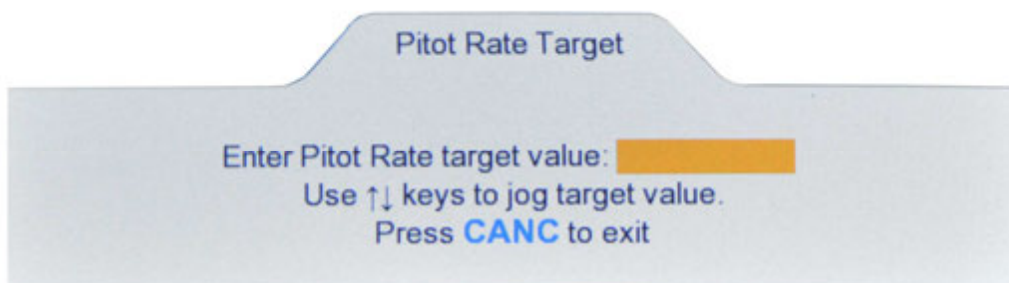 Pitot Rate Target
Enter Pitot Rate target value:
Use ↑↓ keys to jog target value.
Press CANC to exit